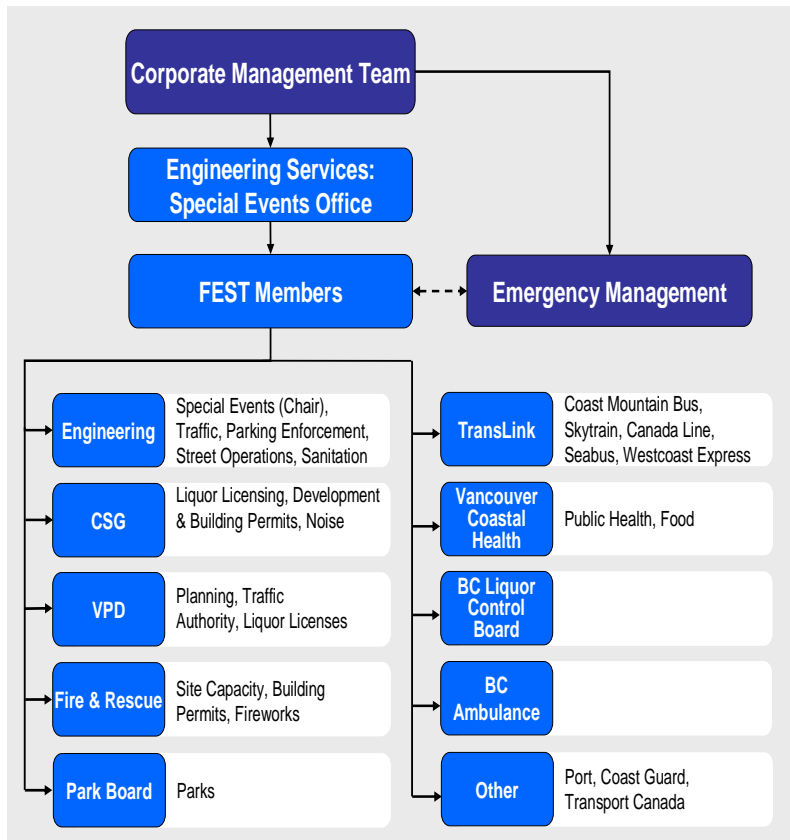 Corporate Management Team
Engineering Services:
Special Events Office
FEST Members
Emergency Management
Engineering
Special Events (Chair),
Traffic, Parking Enforcement,
Street Operations, Sanitation
CSG
Liquor Licensing, Development
& Building Permits, Noise
VPD
Planning, Traffic
Authority, Liquor Licenses
Fire & Rescue
Site Capacity, Building
Permits, Fireworks
Park Board
Parks
TransLink
Coast Mountain Bus,
Skytrain, Canada Line,
Seabus, Westcoast Express
Vancouver
Coastal
Health
Public Health, Food
BC Liquor
Control
Board
BC
Ambulance
Other
Port, Coast Guard,
Transport Canada